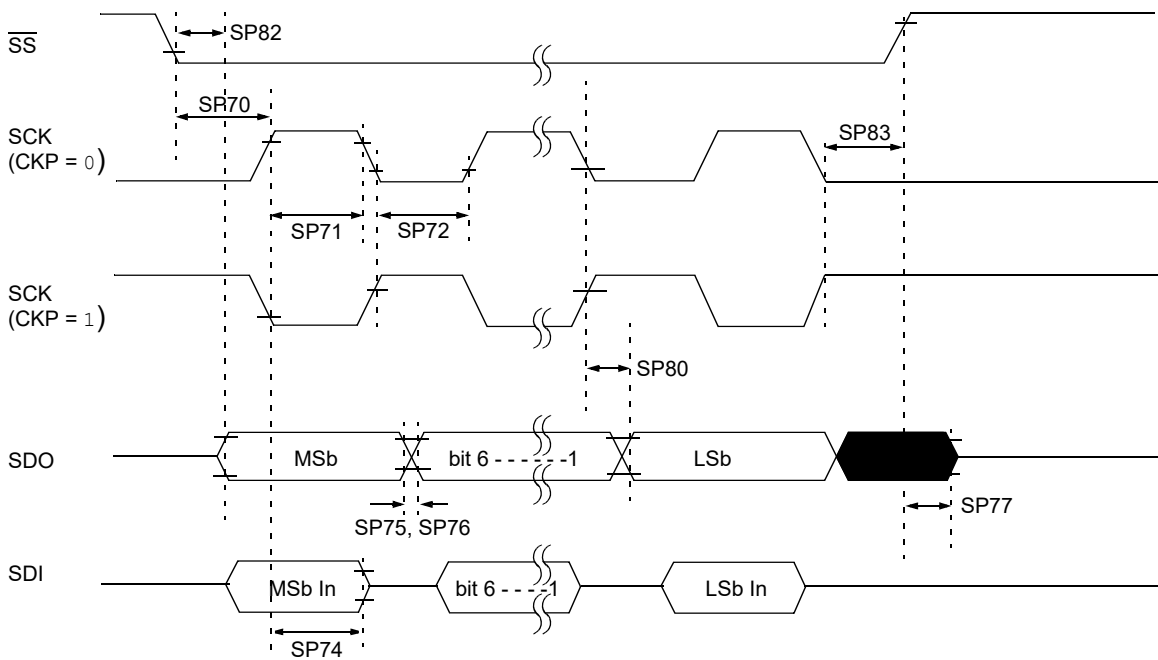 SS
SP82
SP70
SCK
(CKP = 0)
SP83
SP71
SP72
SCK
(CKP = 1)
SP80
SDO
MSb
bit 6 - - - - - - -1
LSb
SP75, SP76
SP77
SDI
MSb In
bit 6 - - - -1
LSb In
SP74